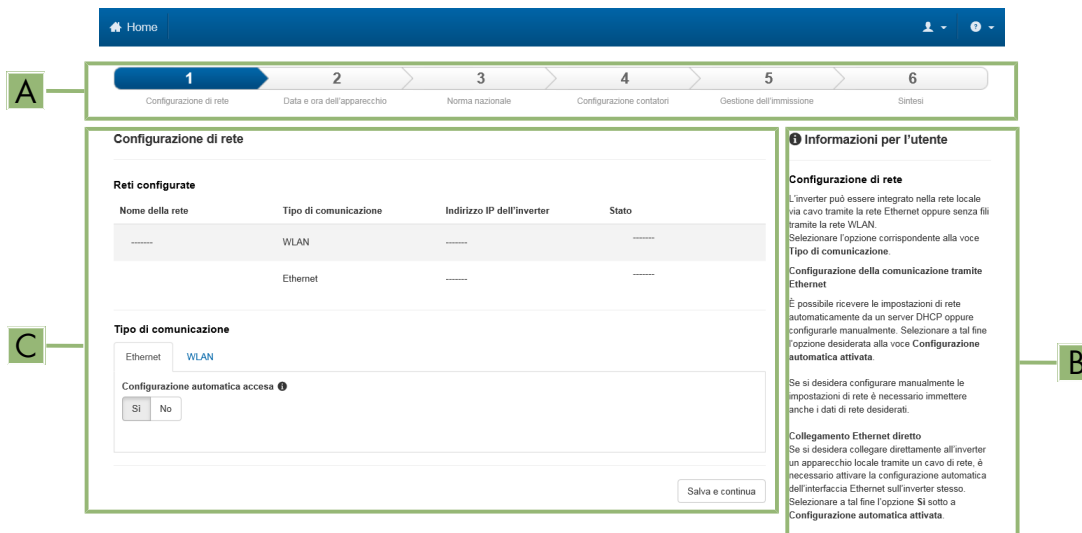 Home
A
1 2 3 4 5 6
Configurazione di rete Data e ora dell'apparecchio Norma nazionale Configurazione contatori Gestione dell'immissione Sintesi
Configurazione di rete
Reti configurate
Nome della rete Tipo di comunicazione Indirizzo IP dell'inverter Stato
------- WLAN ------- -------
Ethernet ------- -------
C
Tipo di comunicazione
Ethernet WLAN
Configurazione automatica accesa
Sì No
Salva e continua
Informazioni per l'utente
Configurazione di rete
L'inverter può essere integrato nella rete locale
via cavo tramite la rete Ethernet oppure senza fili
tramite la rete WLAN.
Selezionare l'opzione corrispondente alla voce
Tipo di comunicazione.
Configurazione della comunicazione tramite
Ethernet
È possibile ricevere le impostazioni di rete
automaticamente da un server DHCP oppure
configurarle manualmente. Selezionare a tal fine
l'opzione desiderata alla voce Configurazione
automatica attivata.
Se si desidera configurare manualmente le
impostazioni di rete è necessario immettere
anche i dati di rete desiderati.
Collegamento Ethernet diretto
Se si desidera collegare direttamente all'inverter
un apparecchio locale tramite un cavo di rete, é
necessario attivare la configurazione automatica
dell'interfaccia Ethernet sull'inverter stesso.
Selezionare a tal fine l'opzione Sì sotto a
Configurazione automatica attivata.
B